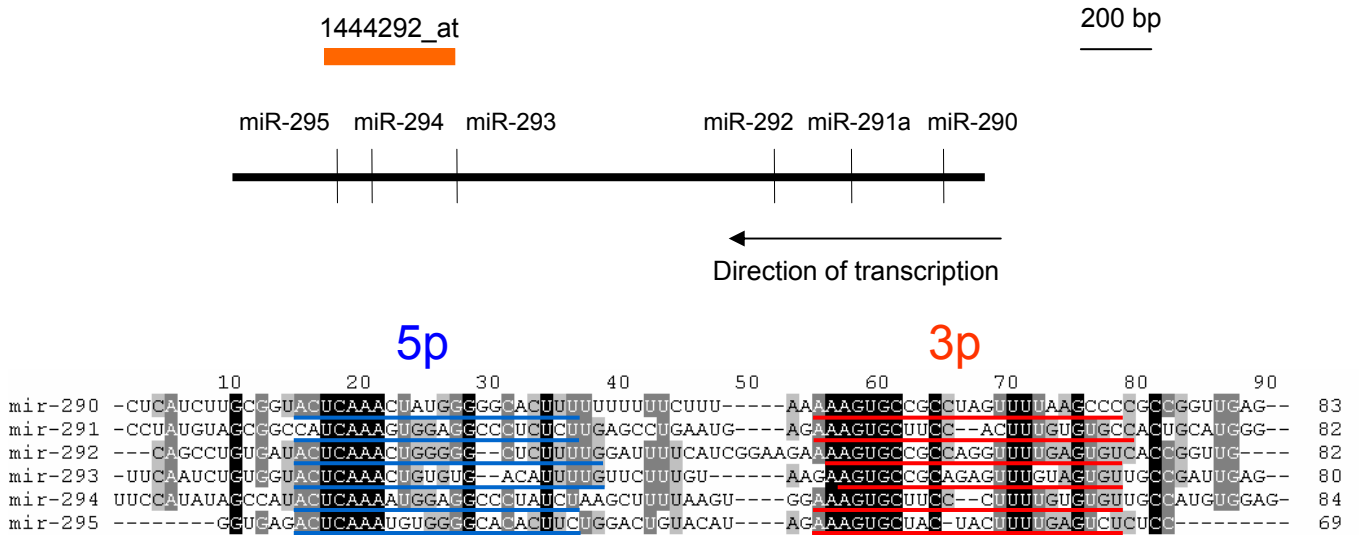 1444292_at
200 bp
miR-295 miR-294 miR-293 miR-292 miR-291a miR-290
Direction of transcription
5p 3p
10 20 30 40 50 60 70 80 90
mir-290 -CUCAUCUUGCGGUACUCAAACUAUGGGGGCACUUUUUUUUUUCUUU-----AAAAAGUGCCGCCUAGUUUUAAGCCCCGCCGGUUGAG-- 83
mir-291 -CCUAUGUAGCGGCCAUCAAAGUGGAGGCCCUCUCUUGAGCCUGAAUG-----AGAAAGUGCUUCC--ACUUUGUGUGCCACUGCAUGGG-- 82
mir-292 ---CAGCCUGUGAUACUCAAACUGGGGG--CUCUUUUGGAUUUUCAUCGGAAGAAAAGUGCCGCCAGGUUUUGAGUGUCACCGGUUG---- 82
mir-293 -UUCAAUCUGUGGUACUCAAACUGUGUG--ACAUUUUGUUCUUUGU-----AAGAAGUGCCGCAGAGUUUGUAGUGUUGCCGAUUGAG-- 80
mir-294 UUCCAUAUAGCCAUACUCAAAAUGGAGGCCCUAUCUAAGCUUUUAAGU-----GGAAAGUGCUUCC--CUUUUGUGUGUUGCCAUGUGGAG- 84
mir-295 --------GGUGAGACUCAAAUGUGGGGCACACUUCUGGACUGUACAU-----AGAAAGUGCUAC-UACUUUUGAGUCUCUCC--------- 69